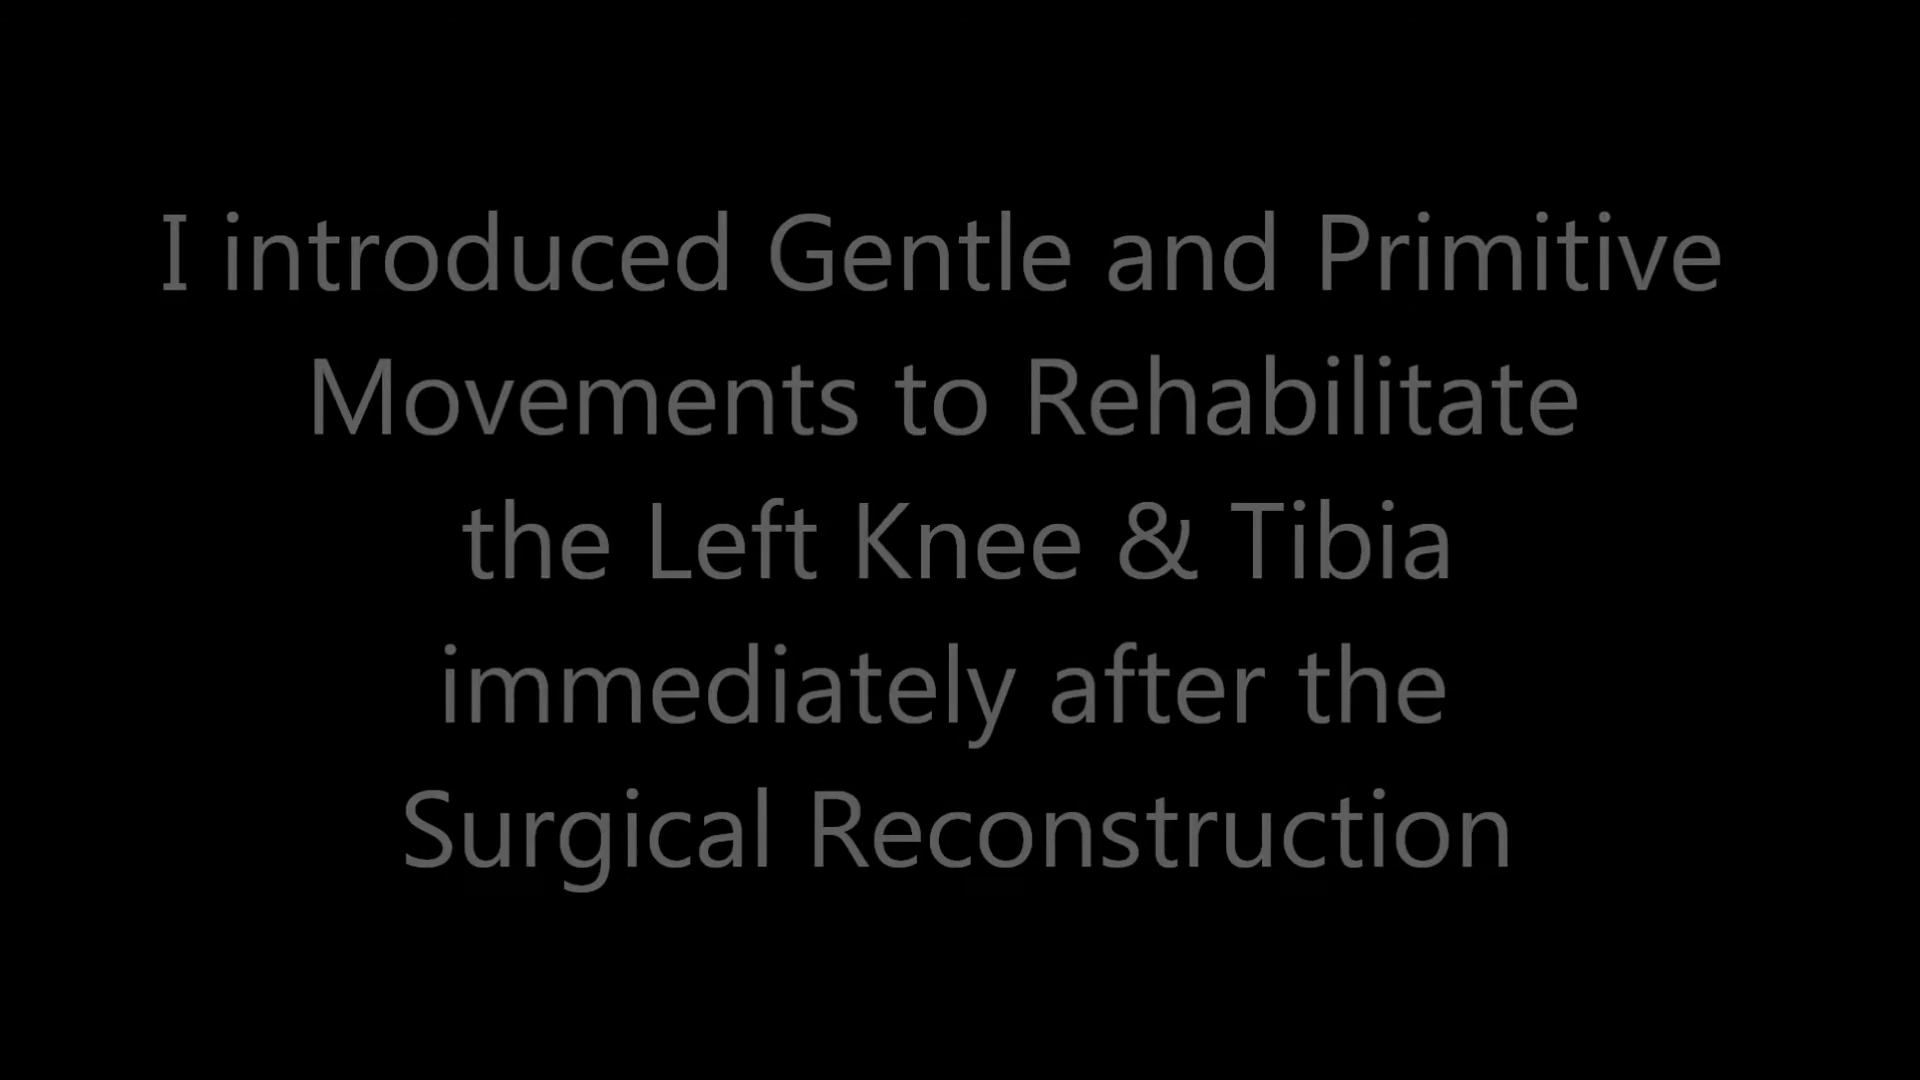 I introduced Gentle and Primitive
Movements to Rehabilitate
the Left Knee & Tibia
immediately after the
Surgical Reconstruction